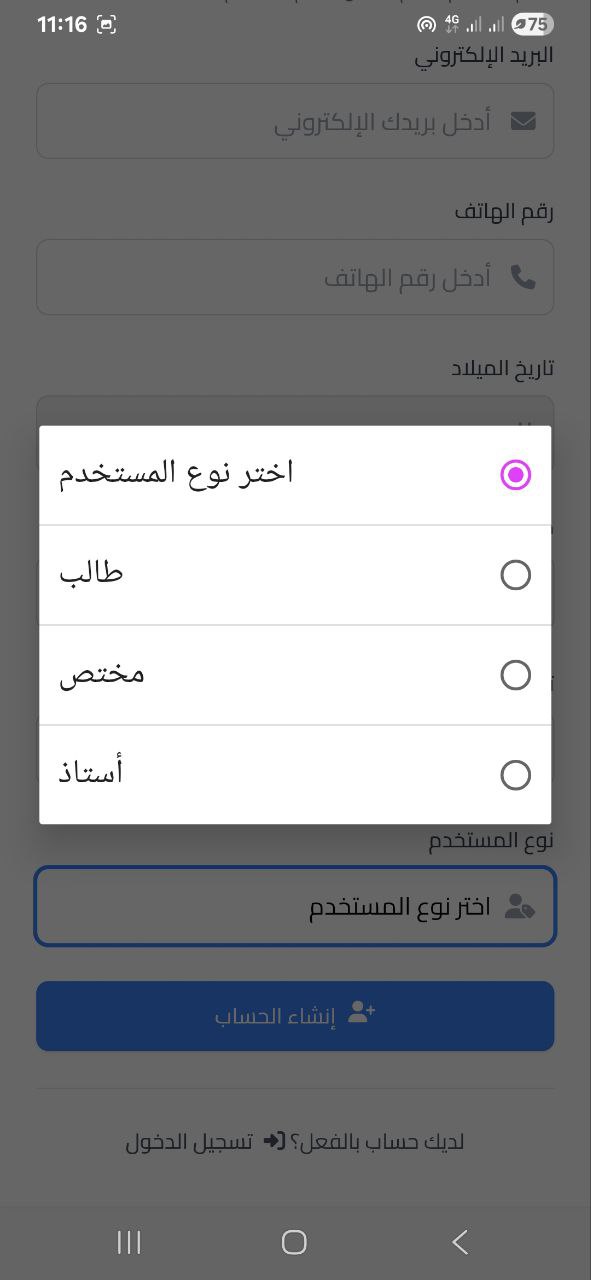 11:16
4G
75
البريد الإلكتروني
أدخل بريدك الإلكتروني
رقم الهاتف
أدخل رقم الهاتف
تاريخ الميلاد
اختر نوع المستخدم
طالب
مختص
أستاذ
نوع المستخدم
اختر نوع المستخدم
إنشاء الحساب
لديك حساب بالفعل؟ تسجيل الدخول